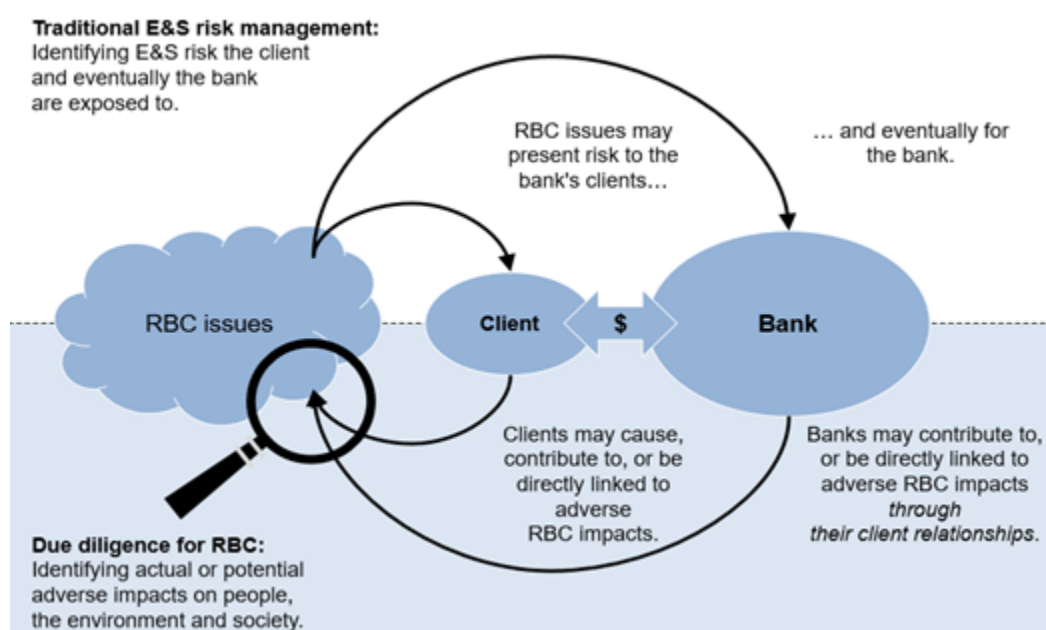 Traditional E&S risk management:
Identifying E&S risk the client
and eventually the bank
are exposed to.
RBC issues may
present risk to the
bank's clients…
… and eventually for
the bank.
RBC issues
Client
$
Bank
Clients may cause,
contribute to, or be
directly linked to
adverse
RBC impacts.
Banks may contribute to,
or be directly linked to
adverse RBC impacts
through
their client relationships.
Due diligence for RBC:
Identifying actual or potential
adverse impacts on people,
the environment and society.